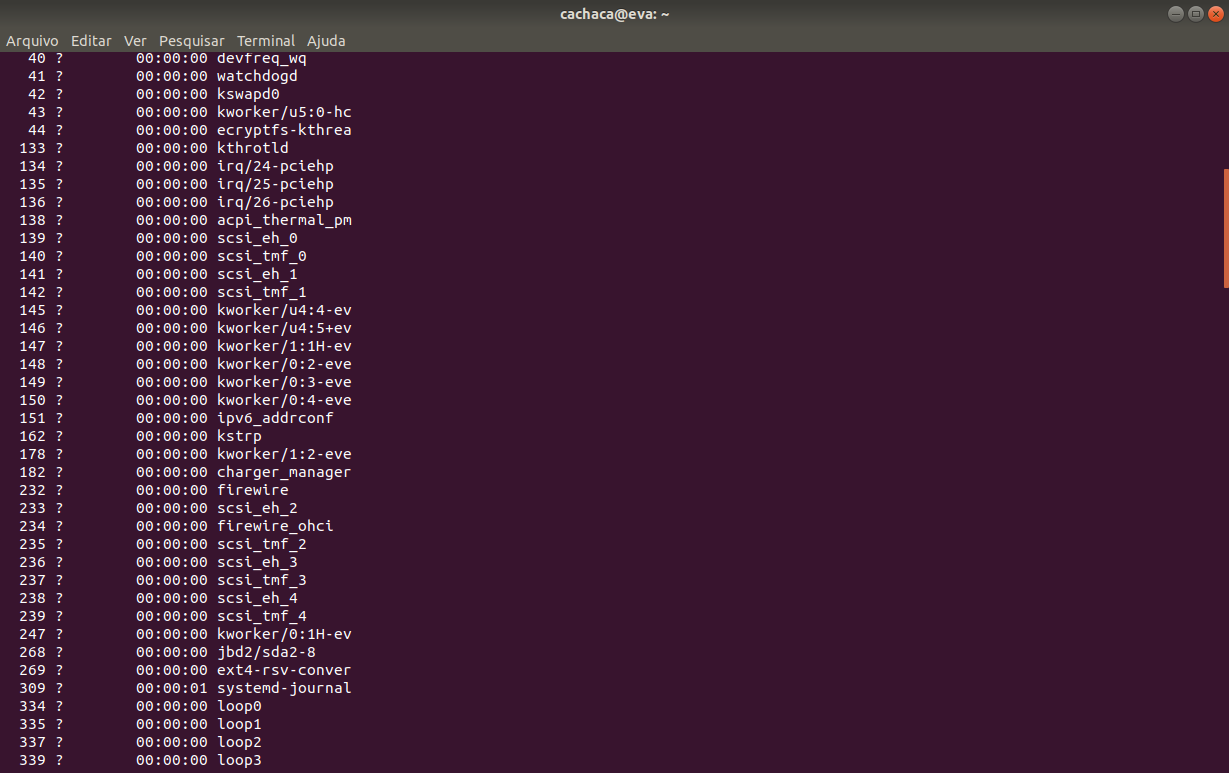 cachaca@eva: ~
Arquivo Editar Ver Pesquisar Terminal Ajuda
40 ? 00:00:00 devfreq_wq
41 ? 00:00:00 watchdogd
42 ? 00:00:00 kswapd0
43 ? 00:00:00 kworker/u5:0-hc
44 ? 00:00:00 ecryptfs-kthrea
133 ? 00:00:00 kthrotld
134 ? 00:00:00 irq/24-pciehp
135 ? 00:00:00 irq/25-pciehp
136 ? 00:00:00 irq/26-pciehp
138 ? 00:00:00 acpi_thermal_pm
139 ? 00:00:00 scsi_eh_0
140 ? 00:00:00 scsi_tmf_0
141 ? 00:00:00 scsi_eh_1
142 ? 00:00:00 scsi_tmf_1
145 ? 00:00:00 kworker/u4:4-ev
146 ? 00:00:00 kworker/u4:5+ev
147 ? 00:00:00 kworker/1:1H-ev
148 ? 00:00:00 kworker/0:2-eve
149 ? 00:00:00 kworker/0:3-eve
150 ? 00:00:00 kworker/0:4-eve
151 ? 00:00:00 ipv6_addrconf
162 ? 00:00:00 kstrp
178 ? 00:00:00 kworker/1:2-eve
182 ? 00:00:00 charger_manager
232 ? 00:00:00 firewire
233 ? 00:00:00 scsi_eh_2
234 ? 00:00:00 firewire_ohci
235 ? 00:00:00 scsi_tmf_2
236 ? 00:00:00 scsi_eh_3
237 ? 00:00:00 scsi_tmf_3
238 ? 00:00:00 scsi_eh_4
239 ? 00:00:00 scsi_tmf_4
247 ? 00:00:00 kworker/0:1H-ev
268 ? 00:00:00 jbd2/sda2-8
269 ? 00:00:00 ext4-rsv-conver
309 ? 00:00:01 systemd-journal
334 ? 00:00:00 loop0
335 ? 00:00:00 loop1
337 ? 00:00:00 loop2
339 ? 00:00:00 loop3